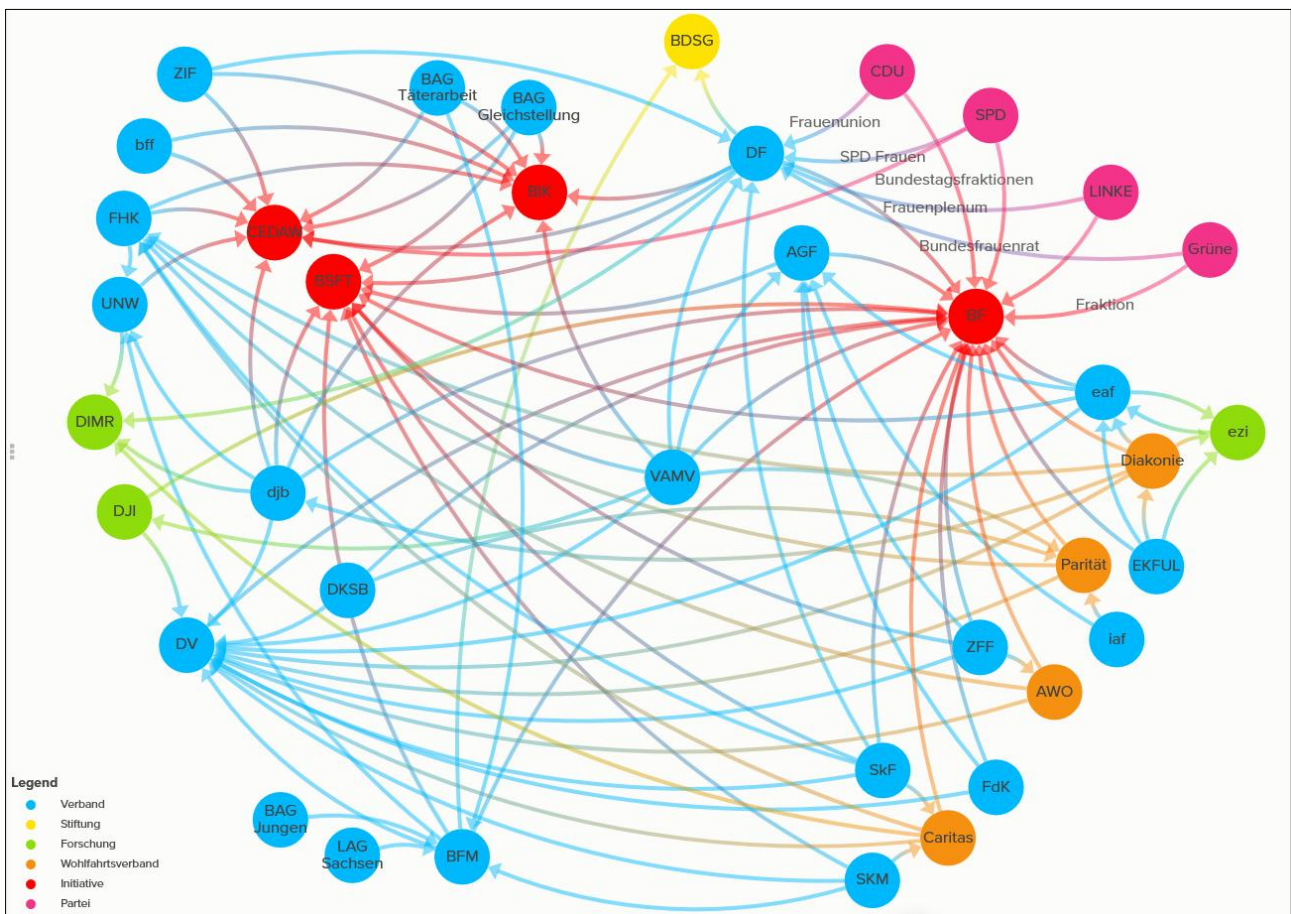 BDSG
ZIF
BAG
Täterarbeit
CDU
BAG
Gleichstellung
SPD
Frauenunion
bff
DF
SPD Frauen
Bundestagsfraktionen
BIK
LINKE
Frauenplenum
FHK
CEDAW
AGF
Bundesfrauenrat
Grüne
BSFT
UNW
Fraktion
BF
eaf
DIMR
ezi
Diakonie
VAMV
djb
DJI
Parität
EKFUL
DKSB
iaf
DV
ZFF
AWO
SkF
FdK
Legend
Verband
BAG
Jungen
Stiftung
Caritas
Forschung
LAG
Sachsen
BFM
Wohlfahrtsverband
SKM
Initiative
Partei